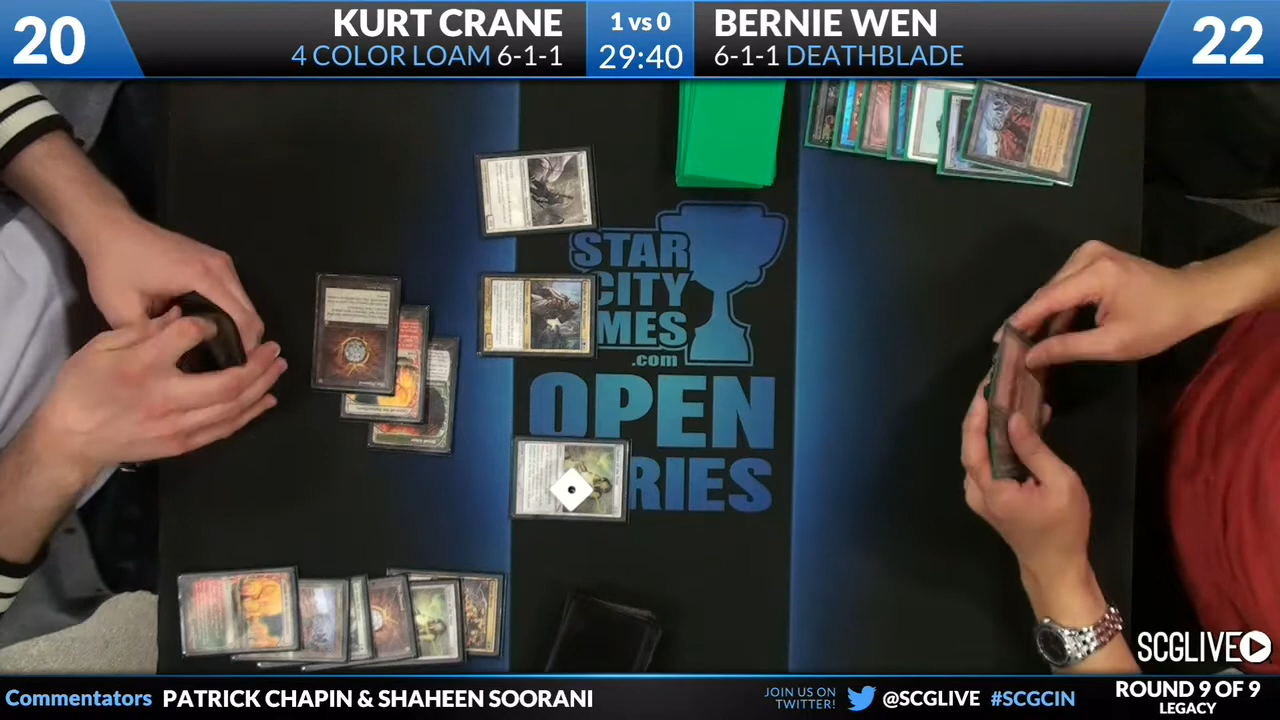 20
KURT CRANE
4 COLOR LOAM 6-1-1
1 vs 0
29:40
BERNIE WEN
6-1-1 DEATHBLADE
22
STAR
CITY
MES
.com
OPEN
RIES
SCGLIVE
Commentators PATRICK CHAPIN & SHAHEEN SOORANI
JOIN US ON
TWITTER!
@SCGLIVE #SCGCIN
ROUND 9 OF 9
LEGACY